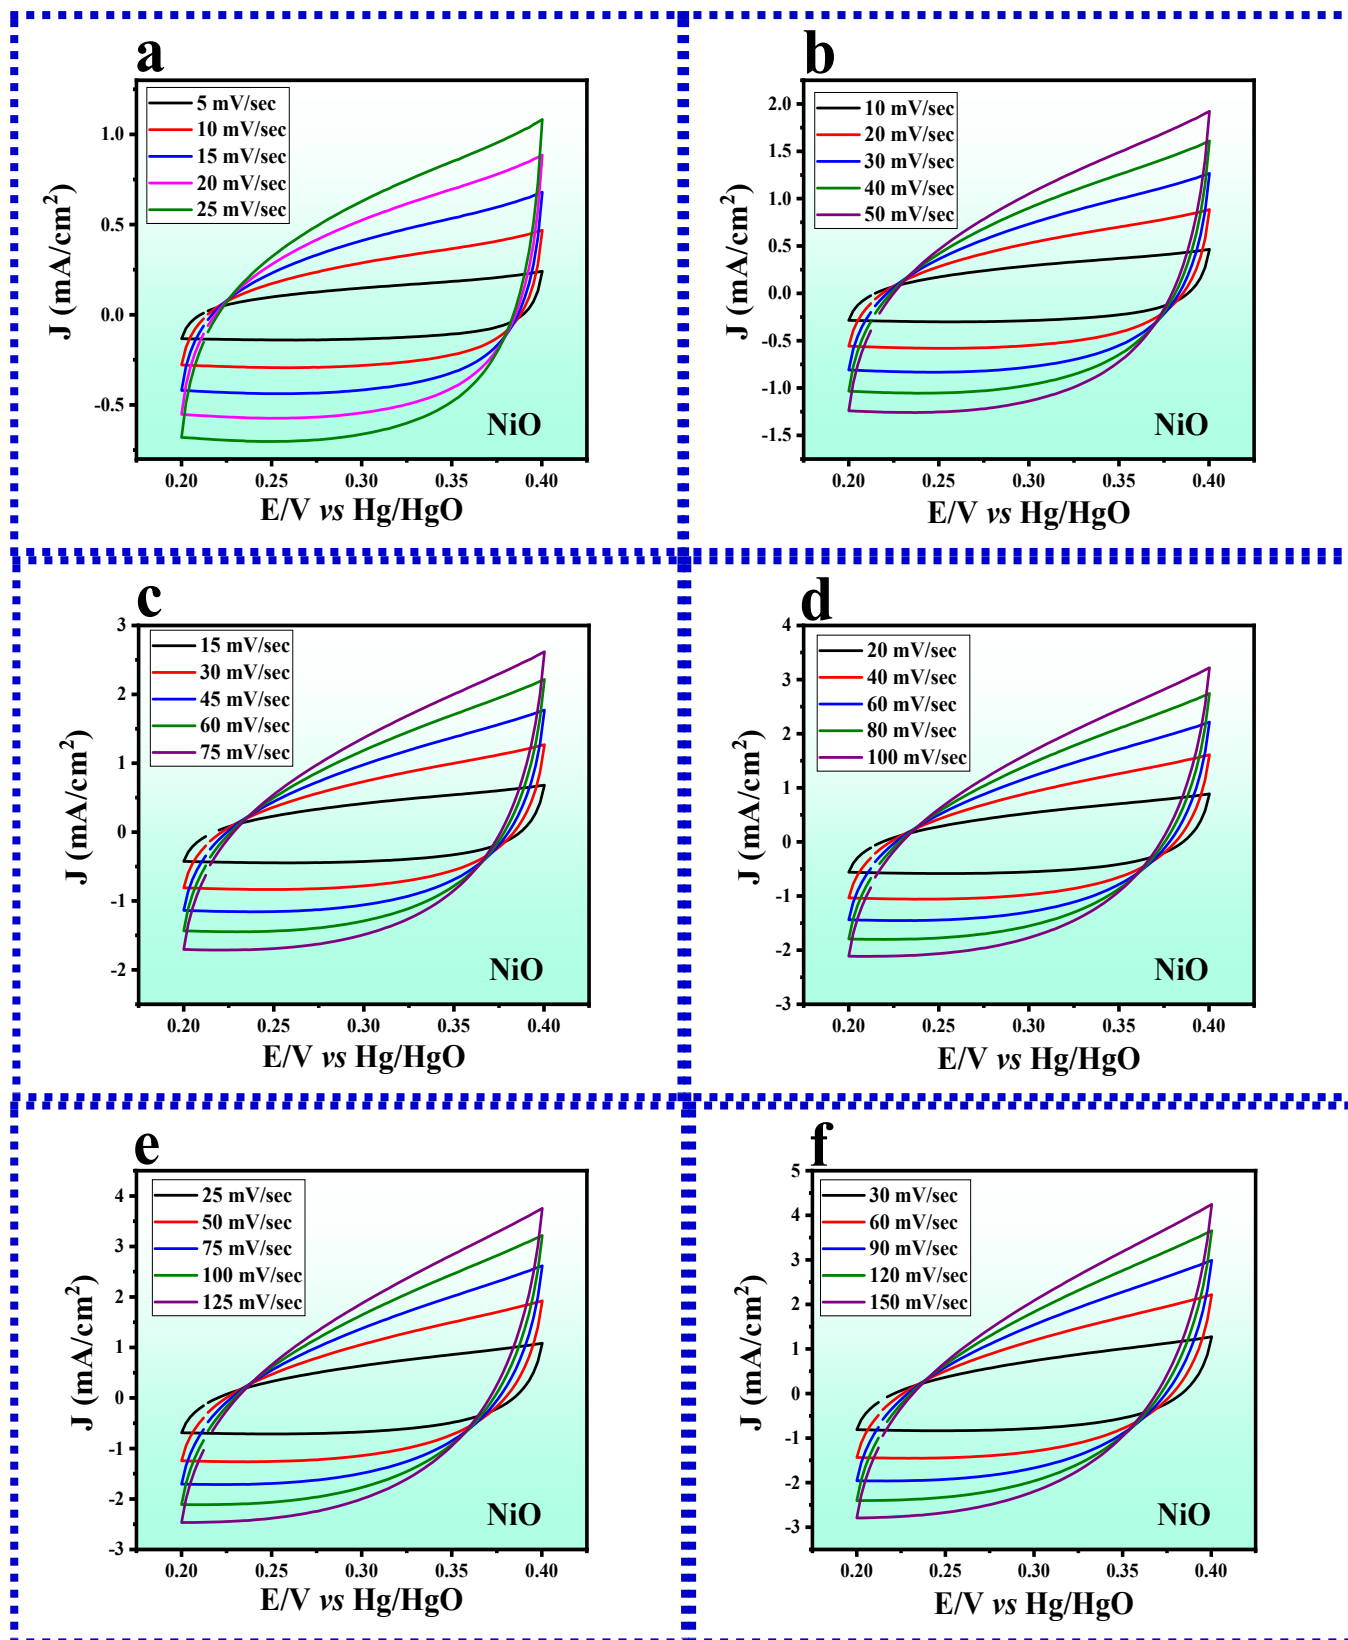 a
5 mV/sec
10 mV/sec
15 mV/sec
20 mV/sec
25 mV/sec
1.0
0.5
0.0
-0.5
J (mA/cm²)
NiO
0.20 0.25 0.30 0.35 0.40
E/V vs Hg/HgO
b
10 mV/sec
20 mV/sec
30 mV/sec
40 mV/sec
50 mV/sec
2.0
1.5
1.0
0.5
0.0
-0.5
-1.0
-1.5
J (mA/cm²)
NiO
0.20 0.25 0.30 0.35 0.40
E/V vs Hg/HgO
c
15 mV/sec
30 mV/sec
45 mV/sec
60 mV/sec
75 mV/sec
3
2
1
0
-1
-2
J (mA/cm²)
NiO
0.20 0.25 0.30 0.35 0.40
E/V vs Hg/HgO
d
20 mV/sec
40 mV/sec
60 mV/sec
80 mV/sec
100 mV/sec
4
3
2
1
0
-1
-2
-3
J (mA/cm²)
NiO
0.20 0.25 0.30 0.35 0.40
E/V vs Hg/HgO
e
25 mV/sec
50 mV/sec
75 mV/sec
100 mV/sec
125 mV/sec
4
3
2
1
0
-1
-2
-3
J (mA/cm²)
NiO
0.20 0.25 0.30 0.35 0.40
E/V vs Hg/HgO
f
30 mV/sec
60 mV/sec
90 mV/sec
120 mV/sec
150 mV/sec
5
4
3
2
1
0
-1
-2
-3
J (mA/cm²)
NiO
0.20 0.25 0.30 0.35 0.40
E/V vs Hg/HgO